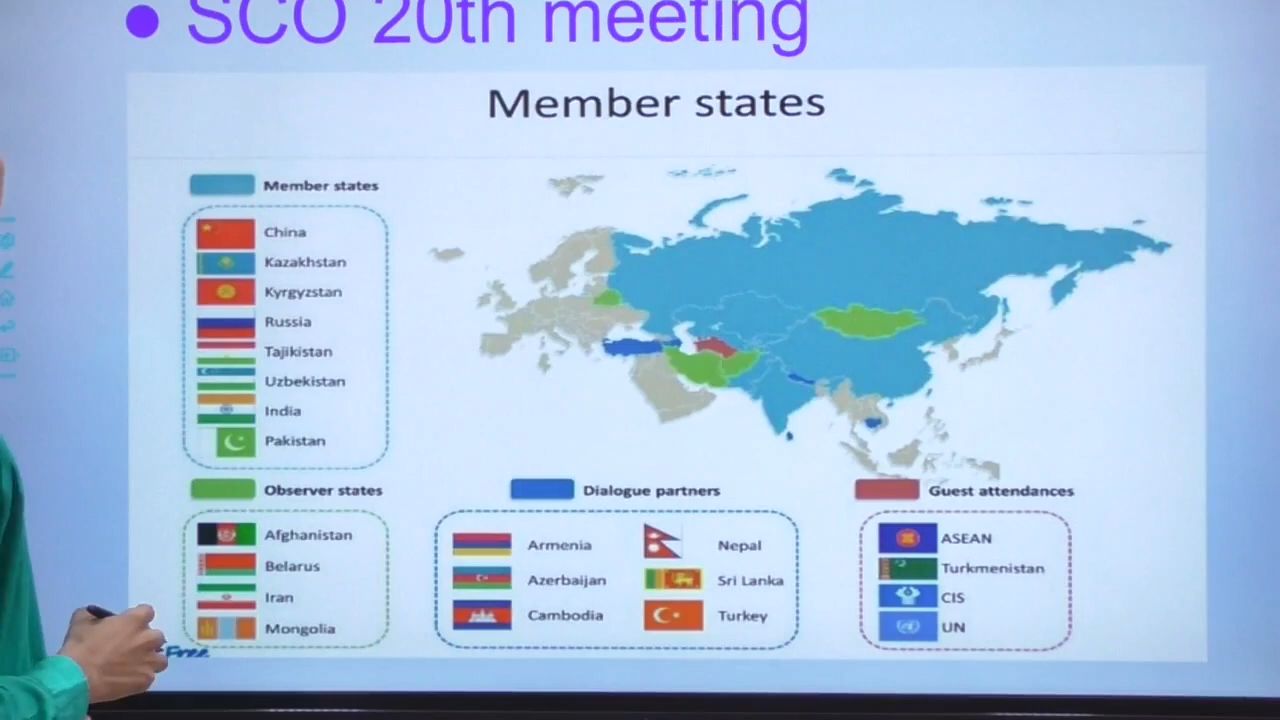 • SCO 20th meeting
Member states
Member states
China
Kazakhstan
Kyrgyzstan
Russia
Tajikistan
Uzbekistan
India
Pakistan
Observer states
Afghanistan
Belarus
Iran
Mongolia
Dialogue partners
Armenia
Azerbaijan
Cambodia
Nepal
Sri Lanka
Turkey
Guest attendances
ASEAN
Turkmenistan
CIS
UN
Free